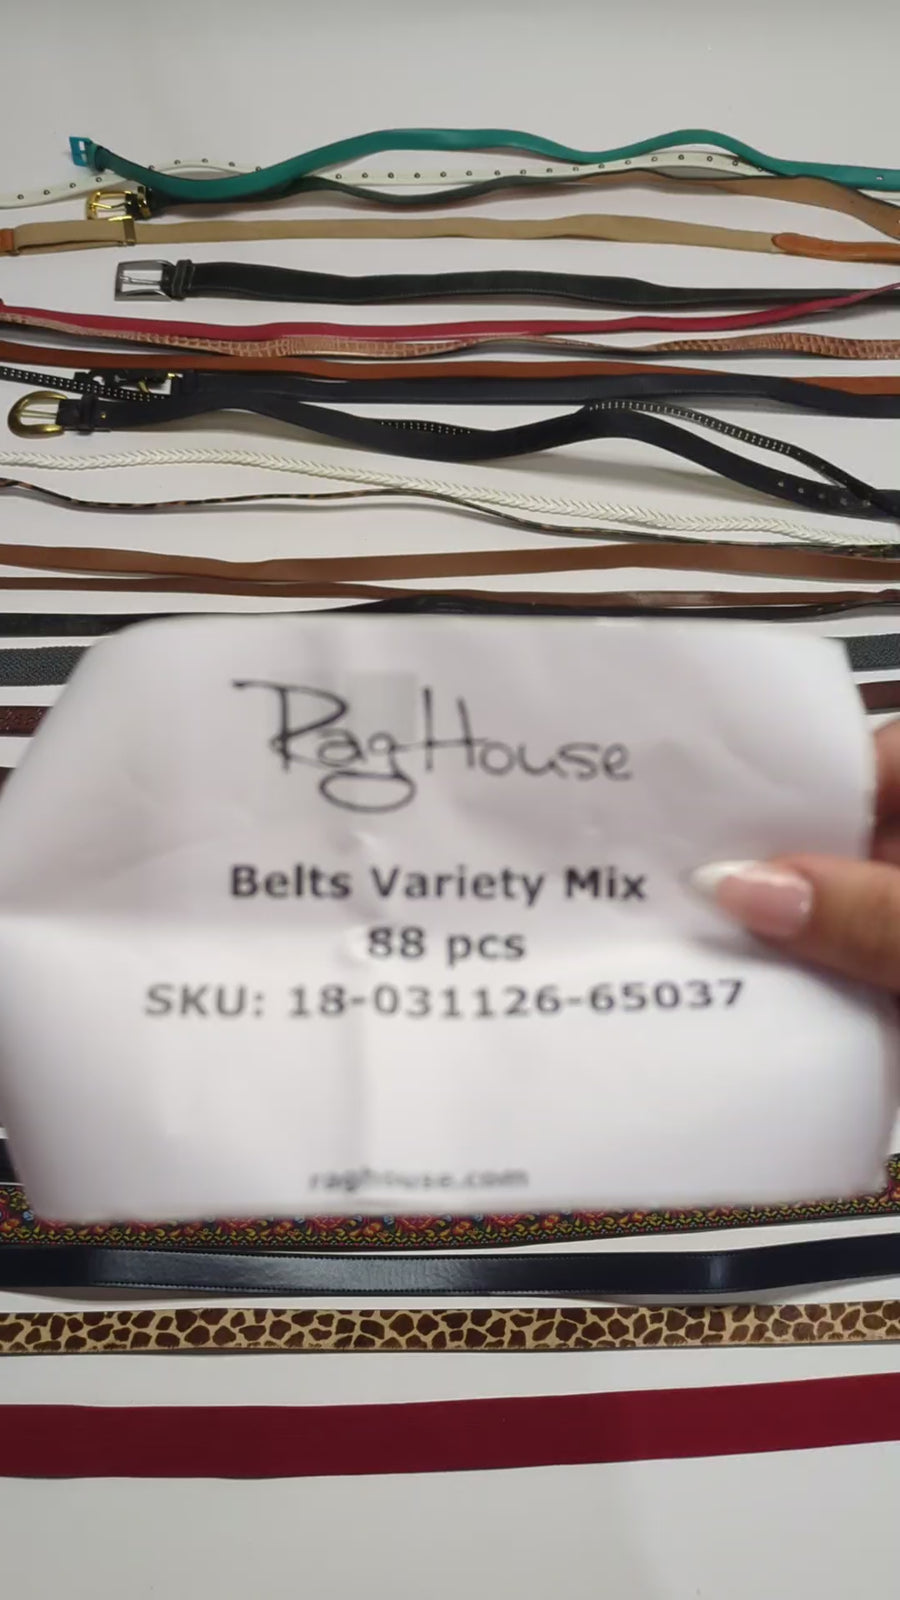 RagHouse
Belts Variety Mix
88 pcs
SKU: 18-031126-65037
raghouse.com